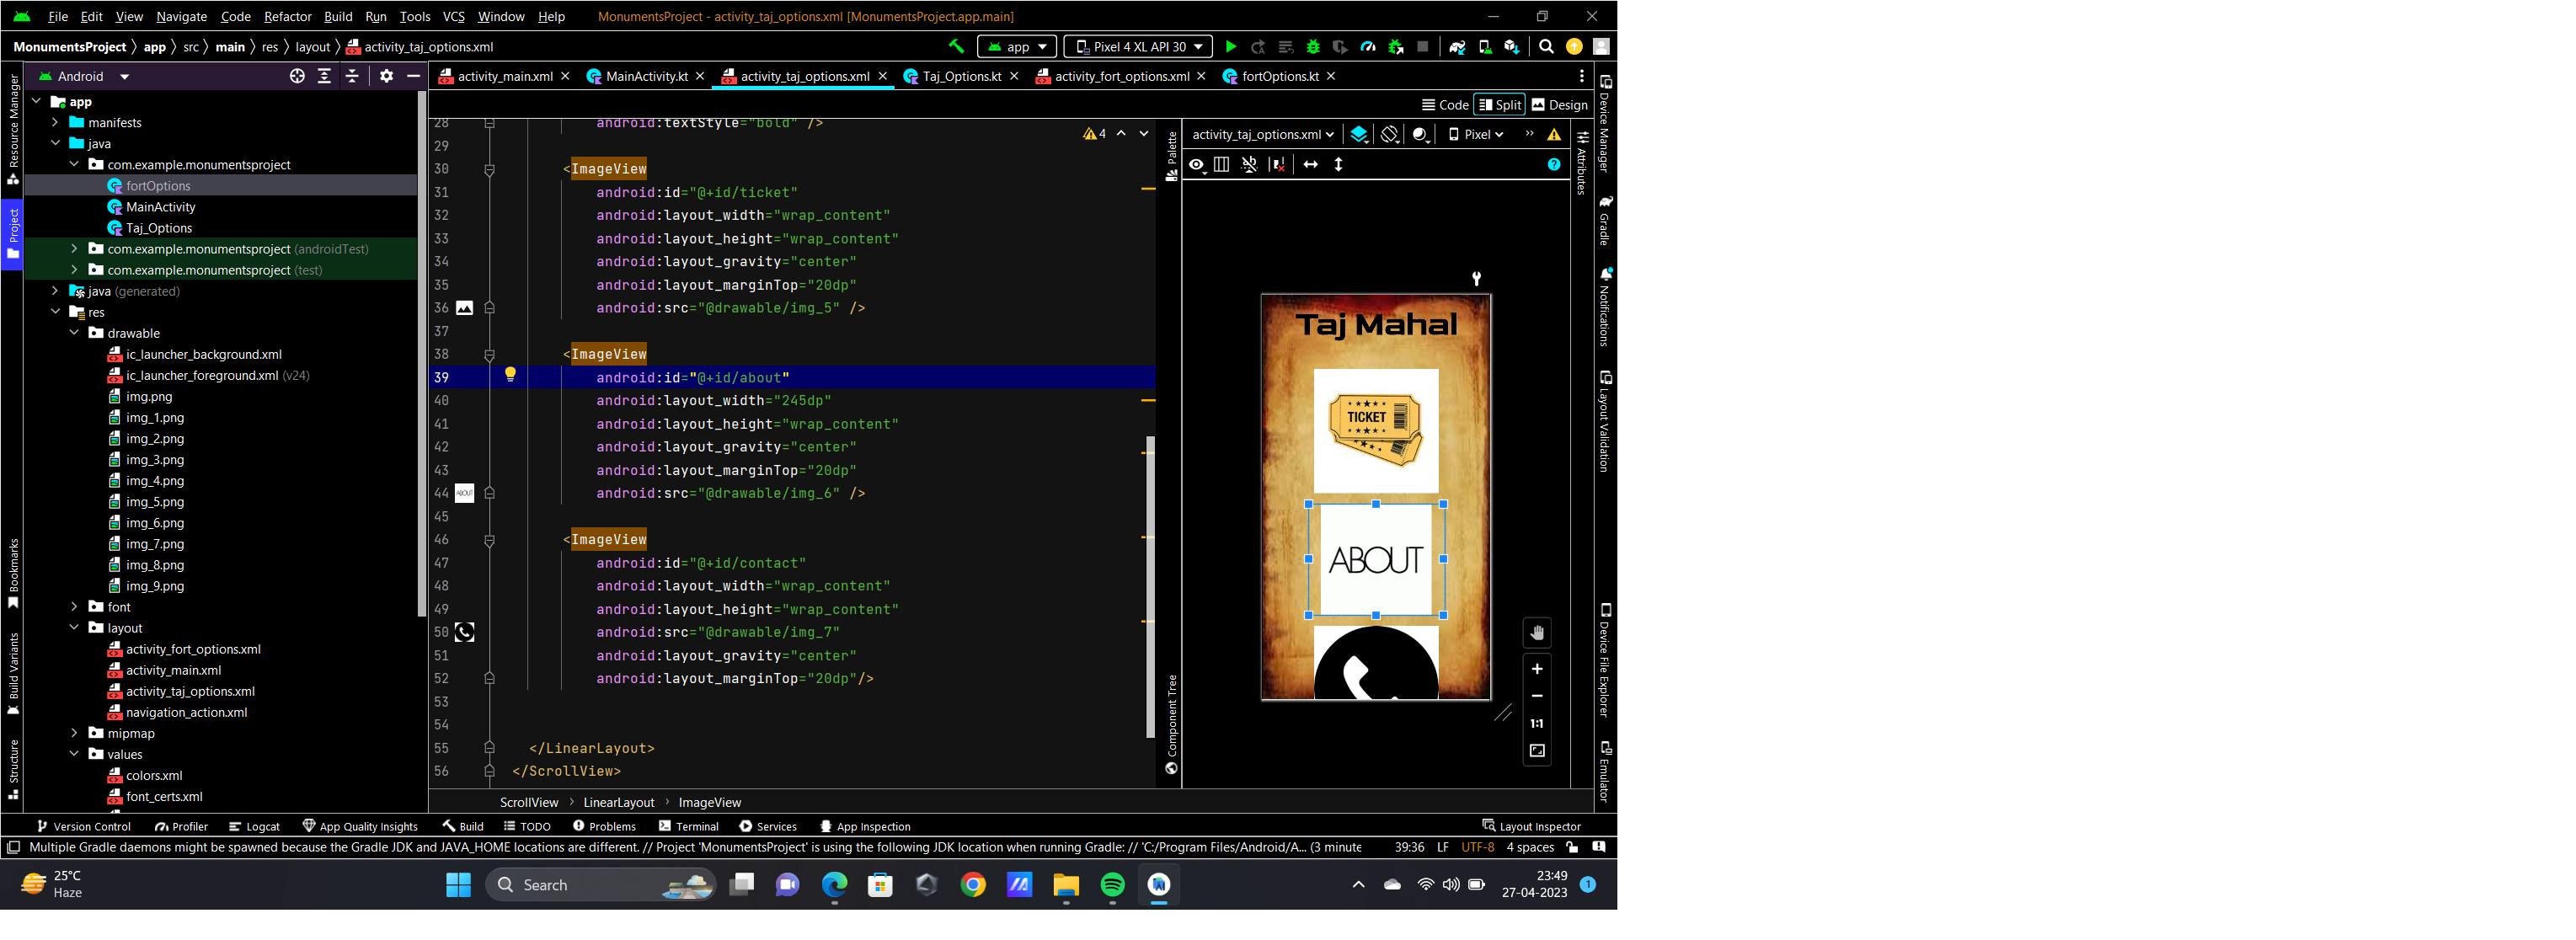 File Edit View Navigate Code Refactor Build Run Tools VCS Window Help MonumentsProject - activity_taj_options.xml [MonumentsProject.app.main]
MonumentsProject app src main res layout activity_taj_options.xml app Pixel 4 XL API 30
Android
activity_main.xml MainActivity.kt activity_taj_options.xml Taj_Options.kt activity_fort_options.xml fortOptions.kt
Code Split Design
Resource Manager
Project
Bookmarks
Build Variants
Structure
app
manifests
java
com.example.monumentsproject
fortOptions
MainActivity
Taj_Options
com.example.monumentsproject (androidTest)
com.example.monumentsproject (test)
java (generated)
res
drawable
ic_launcher_background.xml
ic_launcher_foreground.xml (v24)
img.png
img_1.png
img_2.png
img_3.png
img_4.png
img_5.png
img_6.png
img_7.png
img_8.png
img_9.png
font
layout
activity_fort_options.xml
activity_main.xml
activity_taj_options.xml
navigation_action.xml
mipmap
values
colors.xml
font_certs.xml
28 android:textStyle="bold" />
29
30 <ImageView
31 android:id="@+id/ticket"
32 android:layout_width="wrap_content"
33 android:layout_height="wrap_content"
34 android:layout_gravity="center"
35 android:layout_marginTop="20dp"
36 android:src="@drawable/img_5" />
37
38 <ImageView
39 android:id="@+id/about"
40 android:layout_width="245dp"
41 android:layout_height="wrap_content"
42 android:layout_gravity="center"
43 android:layout_marginTop="20dp"
44 android:src="@drawable/img_6" />
45
46 <ImageView
47 android:id="@+id/contact"
48 android:layout_width="wrap_content"
49 android:layout_height="wrap_content"
50 android:src="@drawable/img_7"
51 android:layout_gravity="center"
52 android:layout_marginTop="20dp"/>
53
54
55 </LinearLayout>
56 </ScrollView>
4
ScrollView LinearLayout ImageView
Palette
Component Tree
activity_taj_options.xml Pixel
Taj Mahal
TICKET
ABOUT
1:1
Attributes
Device Manager
Gradle
Notifications
Layout Validation
Device File Explorer
Emulator
Version Control Profiler Logcat App Quality Insights Build TODO Problems Terminal Services App Inspection Layout Inspector
Multiple Gradle daemons might be spawned because the Gradle JDK and JAVA_HOME locations are different. // Project 'MonumentsProject' is using the following JDK location when running Gradle: // 'C:/Program Files/Android/A... (3 minute 39:36 LF UTF-8 4 spaces
25°C
Haze
Search
23:49
27-04-2023
1